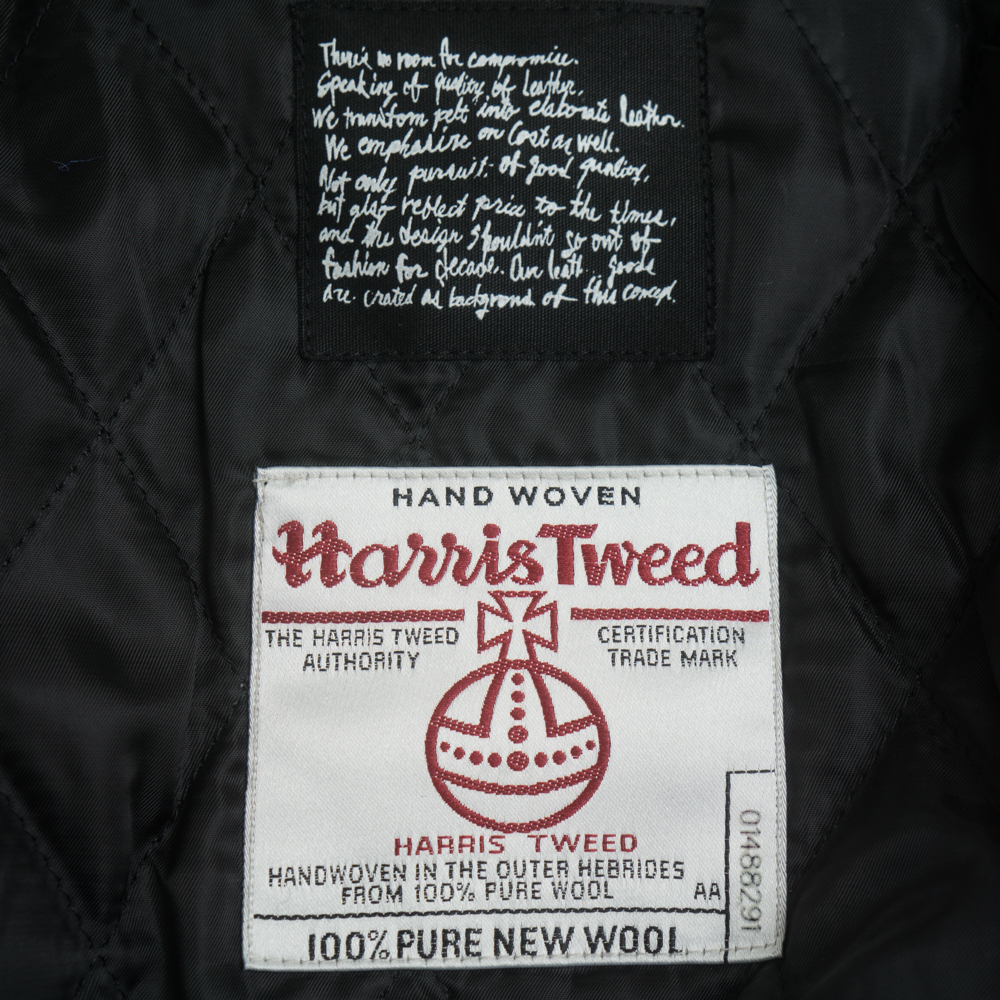 There's no room for compromise.
Speaking of quality of leather,
We transfom pelt into elaborate leather.
We emphasize on Cost as well.
Not only pursuit of good quality,
but also reflect price to the times,
and the design shouldn't go out of
fashion for decade. Our goods
are crated as background of this concept.
HAND WOVEN
Harris Tweed
THE HARRIS TWEED
AUTHORITY
CERTIFICATION
TRADE MARK
HARRIS TWEED
HANDWOVEN IN THE OUTER HEBRIDES
FROM 100% PURE WOOL
AA
01488291
100% PURE NEW WOOL